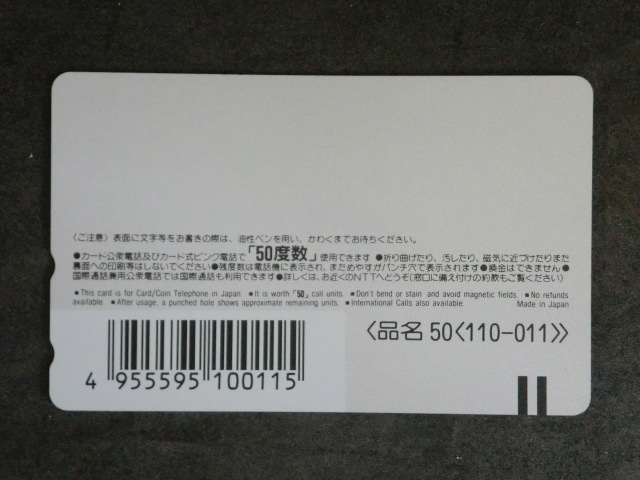 〈ご注意〉表面に文字等をお書きの際は、油性ペンを用い、かわくまでお待ちください。
●カード公衆電話及びカード式ピンク電話で「50度数」使用できます ●折り曲げたり、汚したり、磁気に近づけたりまた
裏面への印刷等はしないでください●残度数は電話機に表示され、まためやすがパンチ穴で表示されます●換金はできません●
国際通話兼用公衆電話では国際通話も利用できます●詳しくは、お近くのNTTへどうぞ(窓口に備え付けの約款もご覧ください)
■This card is for Card/Coin Telephone in Japan. ■It is worth「50」call units. ■Don't bend or stain and avoid magnetic fields. ■No refunds
available. ■After usage, a punched hole shows approximate remaining units. ■International Calls also available. Made in Japan
〈品名 50〈110-011〉〉
4 955595 100115